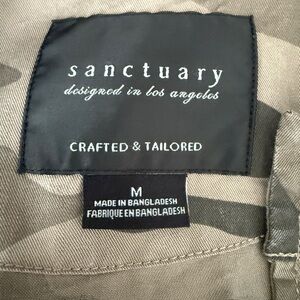 sanctuary
designed in los angeles
CRAFTED & TAILORED
M
MADE IN BANGLADESH
FABRIQUE EN BANGLADESH